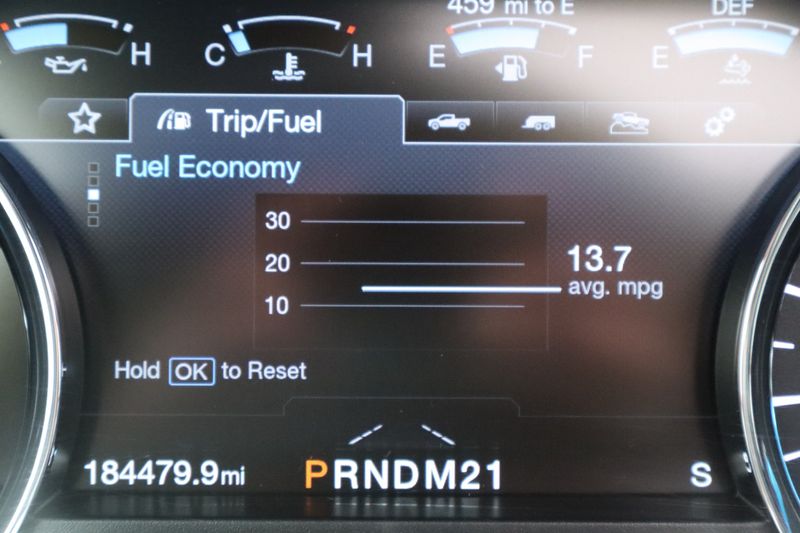 459 mi to E
DEF
H
C
H
E
F
E
Trip/Fuel
Fuel Economy
30
20
10
13.7
avg. mpg
Hold OK to Reset
184479.9mi
PRNDM21
S